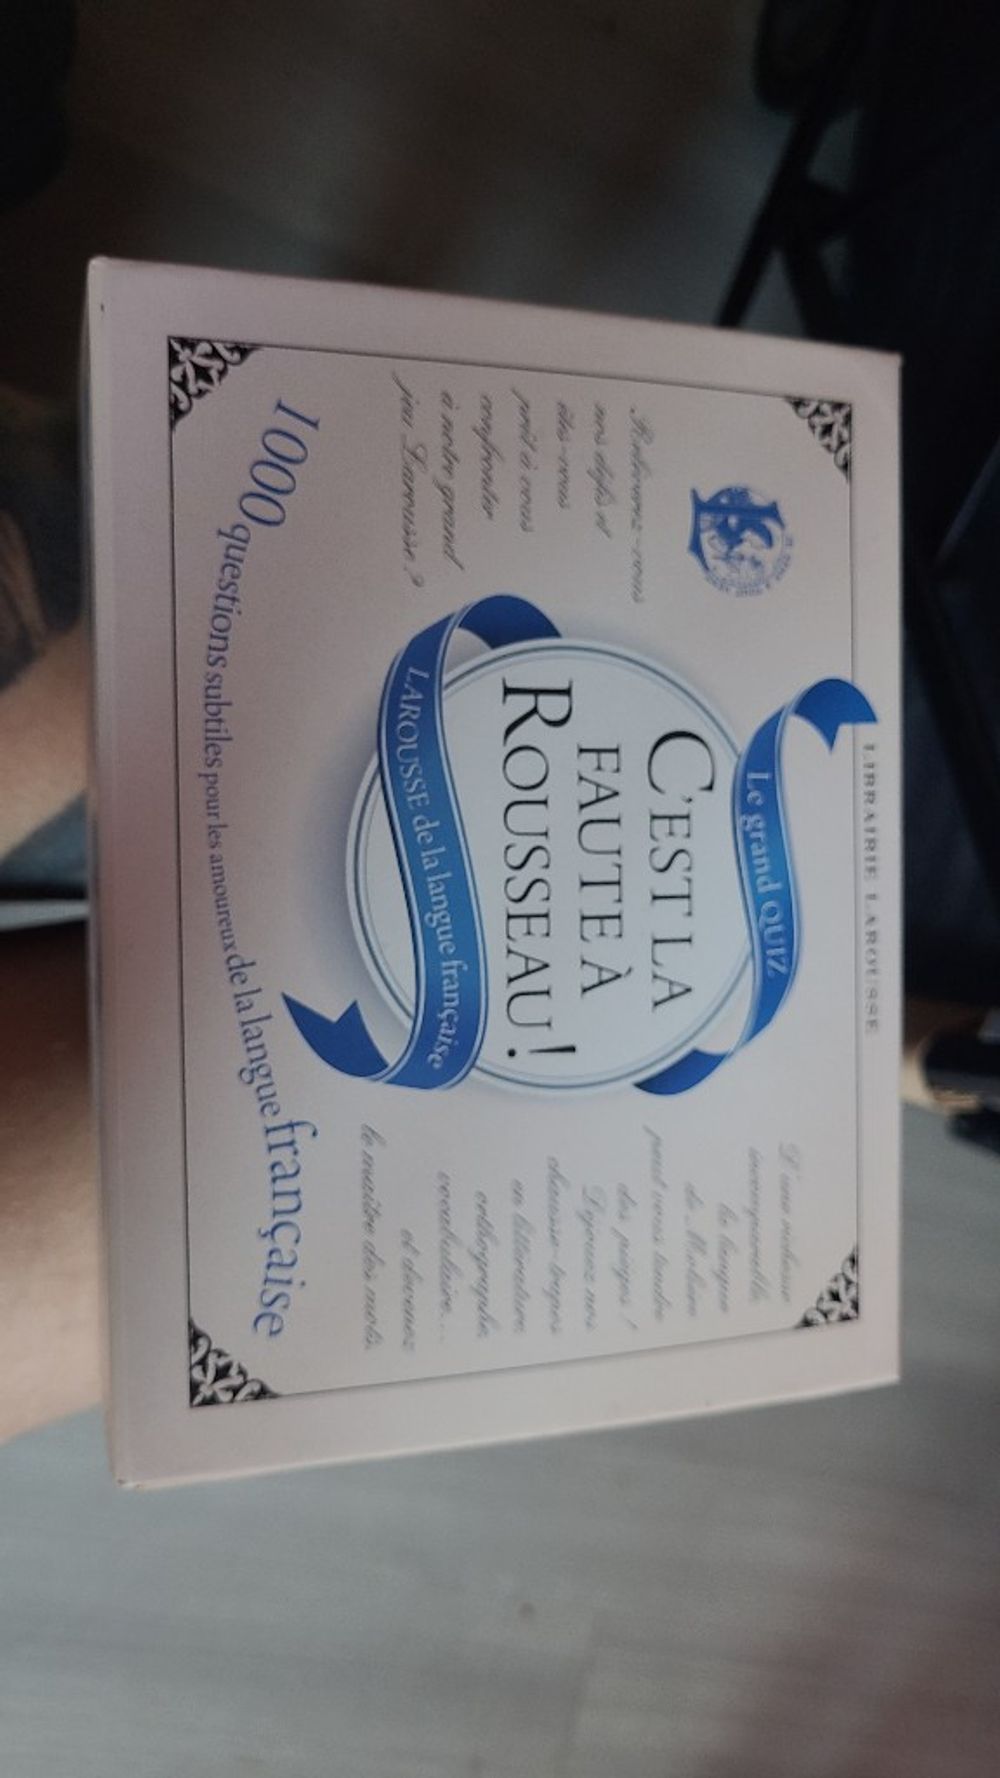 LIBRAIRIE LAROUSSE
Le grand QUIZ
C'EST LA
FAUTE À
ROUSSEAU !
LAROUSSE de la langue française
Relèverez-vous
nos défis et
êtes-vous
prêt à vous
confronter
à notre grand
jeu Larousse ?
D'une richesse
incomparable,
la langue
de Molière
peut vous tendre
des pièges !
Déjouez nos
chausse-trapes
en littérature,
orthographe,
vocabulaire...
et devenez
le maître des mots.
1000 questions subtiles pour les amoureux de la langue française